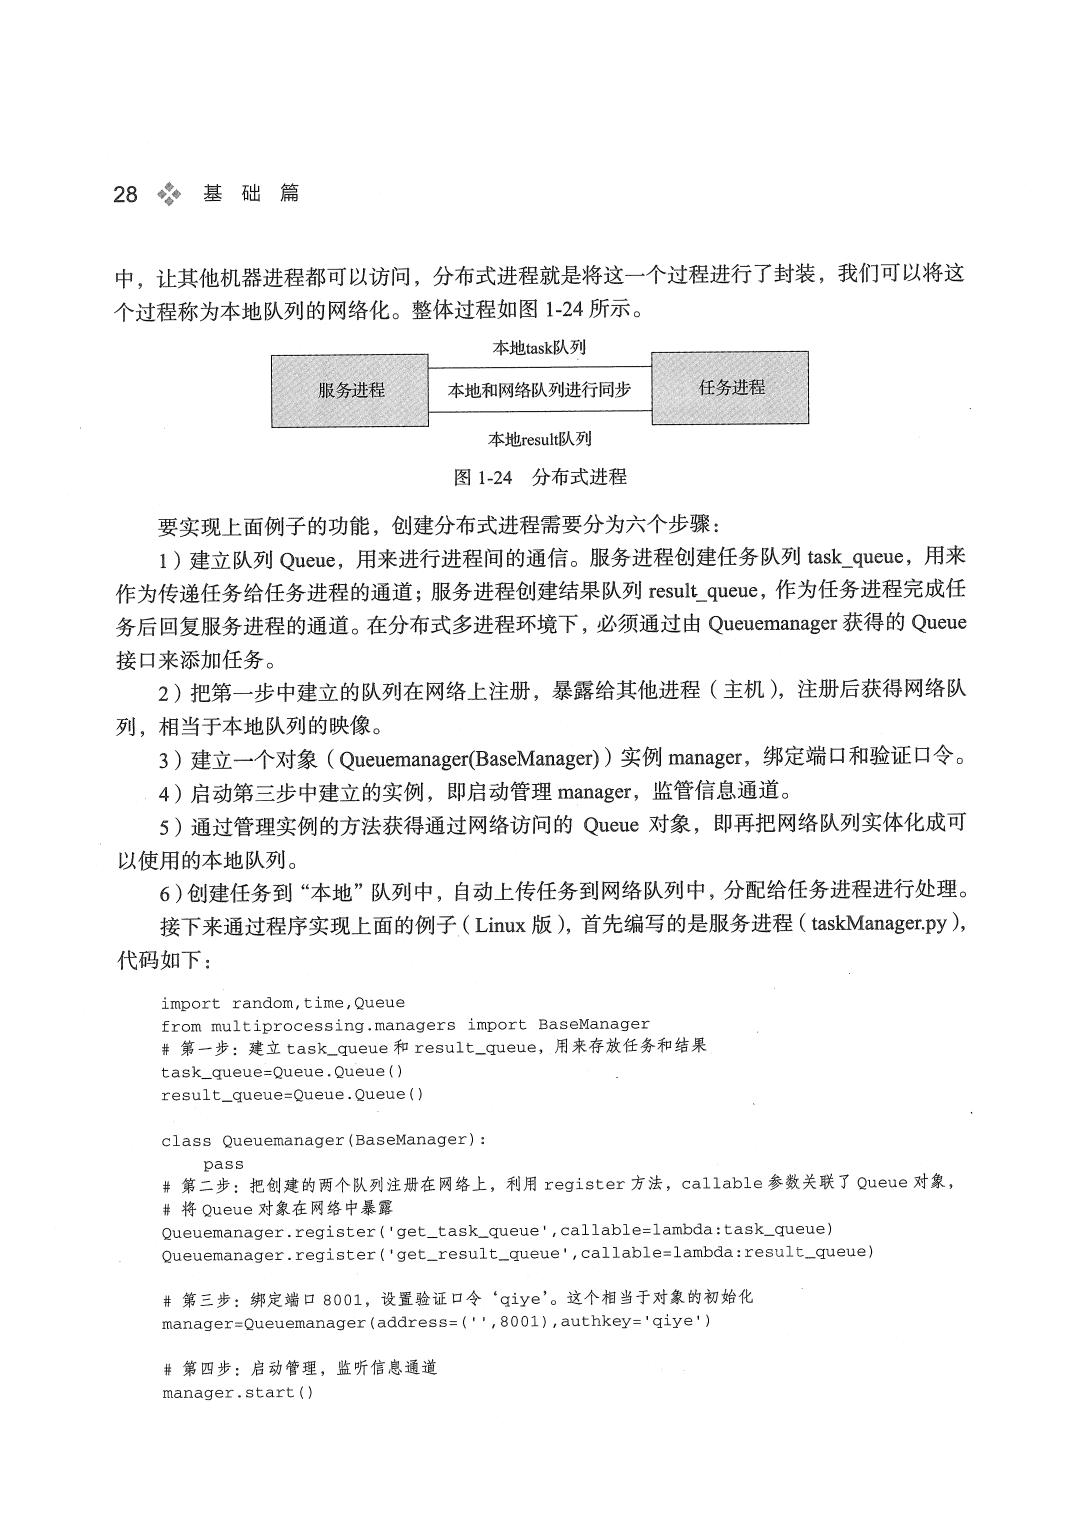 28 基 础 篇
中，让其他机器进程都可以访问，分布式进程就是将这一个过程进行了封装，我们可以将这
个过程称为本地队列的网络化。整体过程如图 1-24 所示。
本地task队列
服务进程
本地和网络队列进行同步
任务进程
本地result队列
图 1-24 分布式进程
要实现上面例子的功能，创建分布式进程需要分为六个步骤：
1）建立队列 Queue，用来进行进程间的通信。服务进程创建任务队列 task_queue，用来
作为传递任务给任务进程的通道；服务进程创建结果队列 result_queue，作为任务进程完成任
务后回复服务进程的通道。在分布式多进程环境下，必须通过由 Queuemanager 获得的 Queue
接口来添加任务。
2）把第一步中建立的队列在网络上注册，暴露给其他进程（主机），注册后获得网络队
列，相当于本地队列的映像。
3）建立一个对象（Queuemanager(BaseManager)）实例 manager，绑定端口和验证口令。
4）启动第三步中建立的实例，即启动管理 manager，监管信息通道。
5）通过管理实例的方法获得通过网络访问的 Queue 对象，即再把网络队列实体化成可
以使用的本地队列。
6）创建任务到“本地”队列中，自动上传任务到网络队列中，分配给任务进程进行处理。
接下来通过程序实现上面的例子（Linux 版），首先编写的是服务进程（taskManager.py），
代码如下：
import random,time,Queue
from multiprocessing.managers import BaseManager
# 第一步：建立 task_queue 和 result_queue，用来存放任务和结果
task_queue=Queue.Queue()
result_queue=Queue.Queue()
class Queuemanager(BaseManager):
pass
# 第二步：把创建的两个队列注册在网络上，利用 register 方法，callable 参数关联了 Queue 对象，
# 将 Queue 对象在网络中暴露
Queuemanager.register('get_task_queue',callable=lambda:task_queue)
Queuemanager.register('get_result_queue',callable=lambda:result_queue)
# 第三步：绑定端口 8001，设置验证口令 ‘qiye’。这个相当于对象的初始化
manager=Queuemanager(address=('',8001),authkey='qiye')
# 第四步：启动管理，监听信息通道
manager.start()